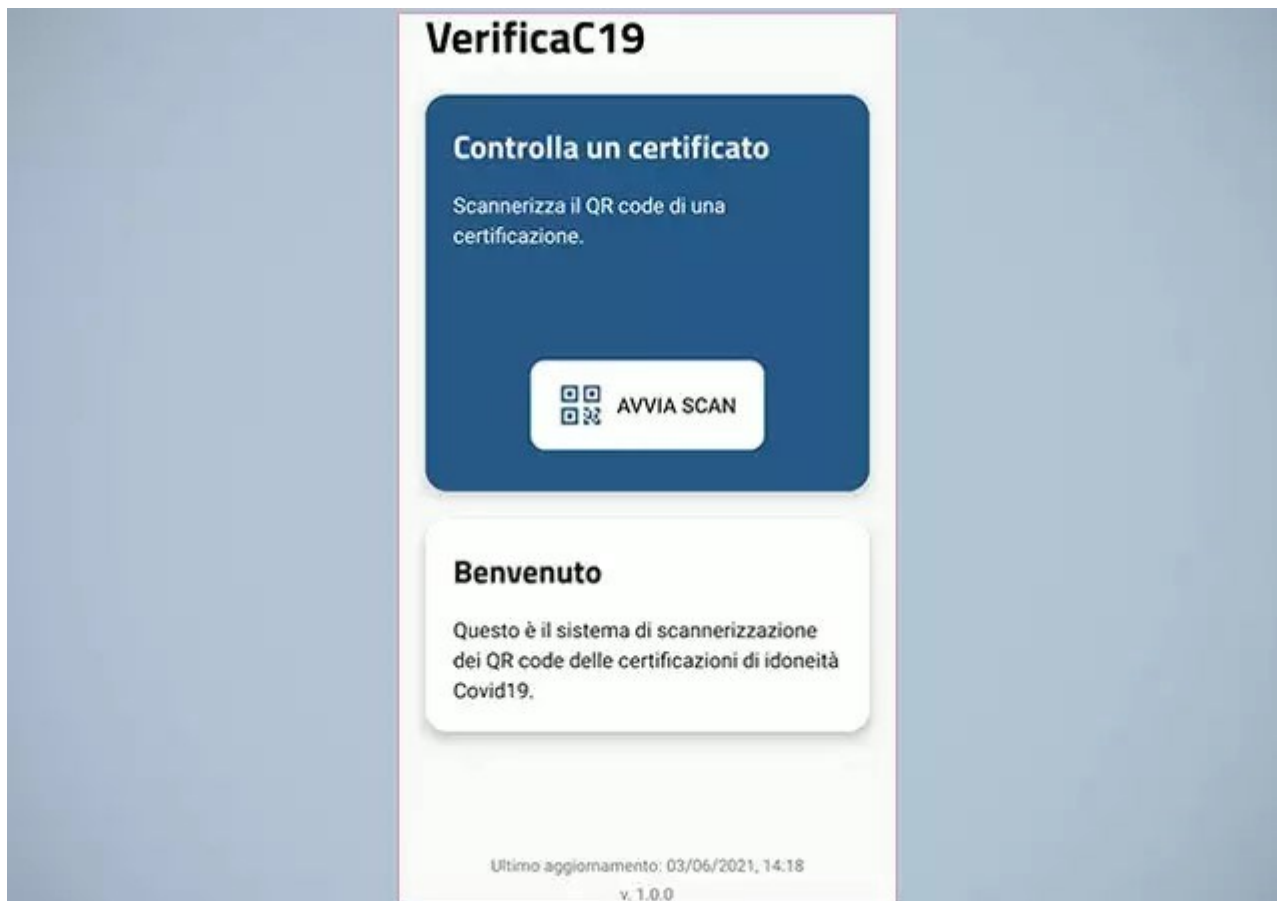 VerificaC19
Controlla un certificato
Scannerizza il QR code di una
certificazione.
AVVIA SCAN
Benvenuto
Questo è il sistema di scannerizzazione
dei QR code delle certificazioni di idoneità
Covid19.
Ultimo aggiornamento: 03/06/2021, 14:18
v. 1.0.0